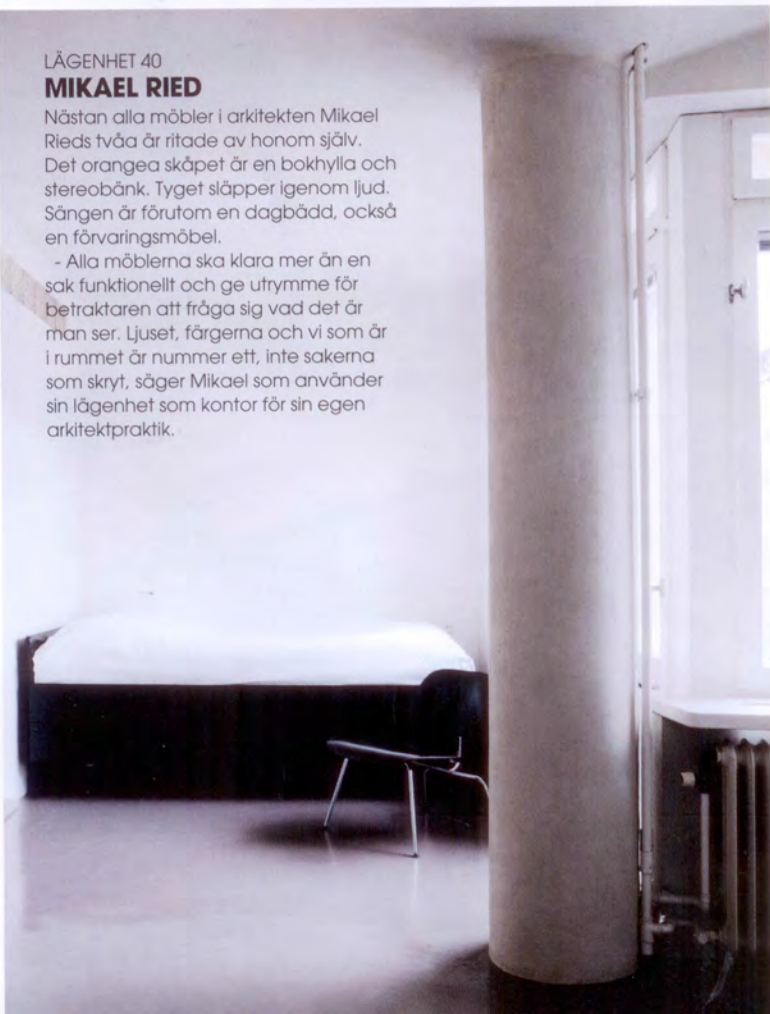 LÄGENHET 40
MIKAEL RIED
Nästan alla möbler i arkitekten Mikael
Rieds tvåa är ritade av honom själv.
Det orangea skåpet är en bokhylla och
stereobänk. Tyget släpper igenom ljud.
Sängen är förutom en dagbädd, också
en förvaringsmöbel.
- Alla möblerna ska klara mer än en
sak funktionellt och ge utrymme för
betraktaren att fråga sig vad det är
man ser. Ljuset, färgerna och vi som är
i rummet är nummer ett, inte sakerna
som skryt, säger Mikael som använder
sin lägenhet som kontor för sin egen
arkitektpraktik.